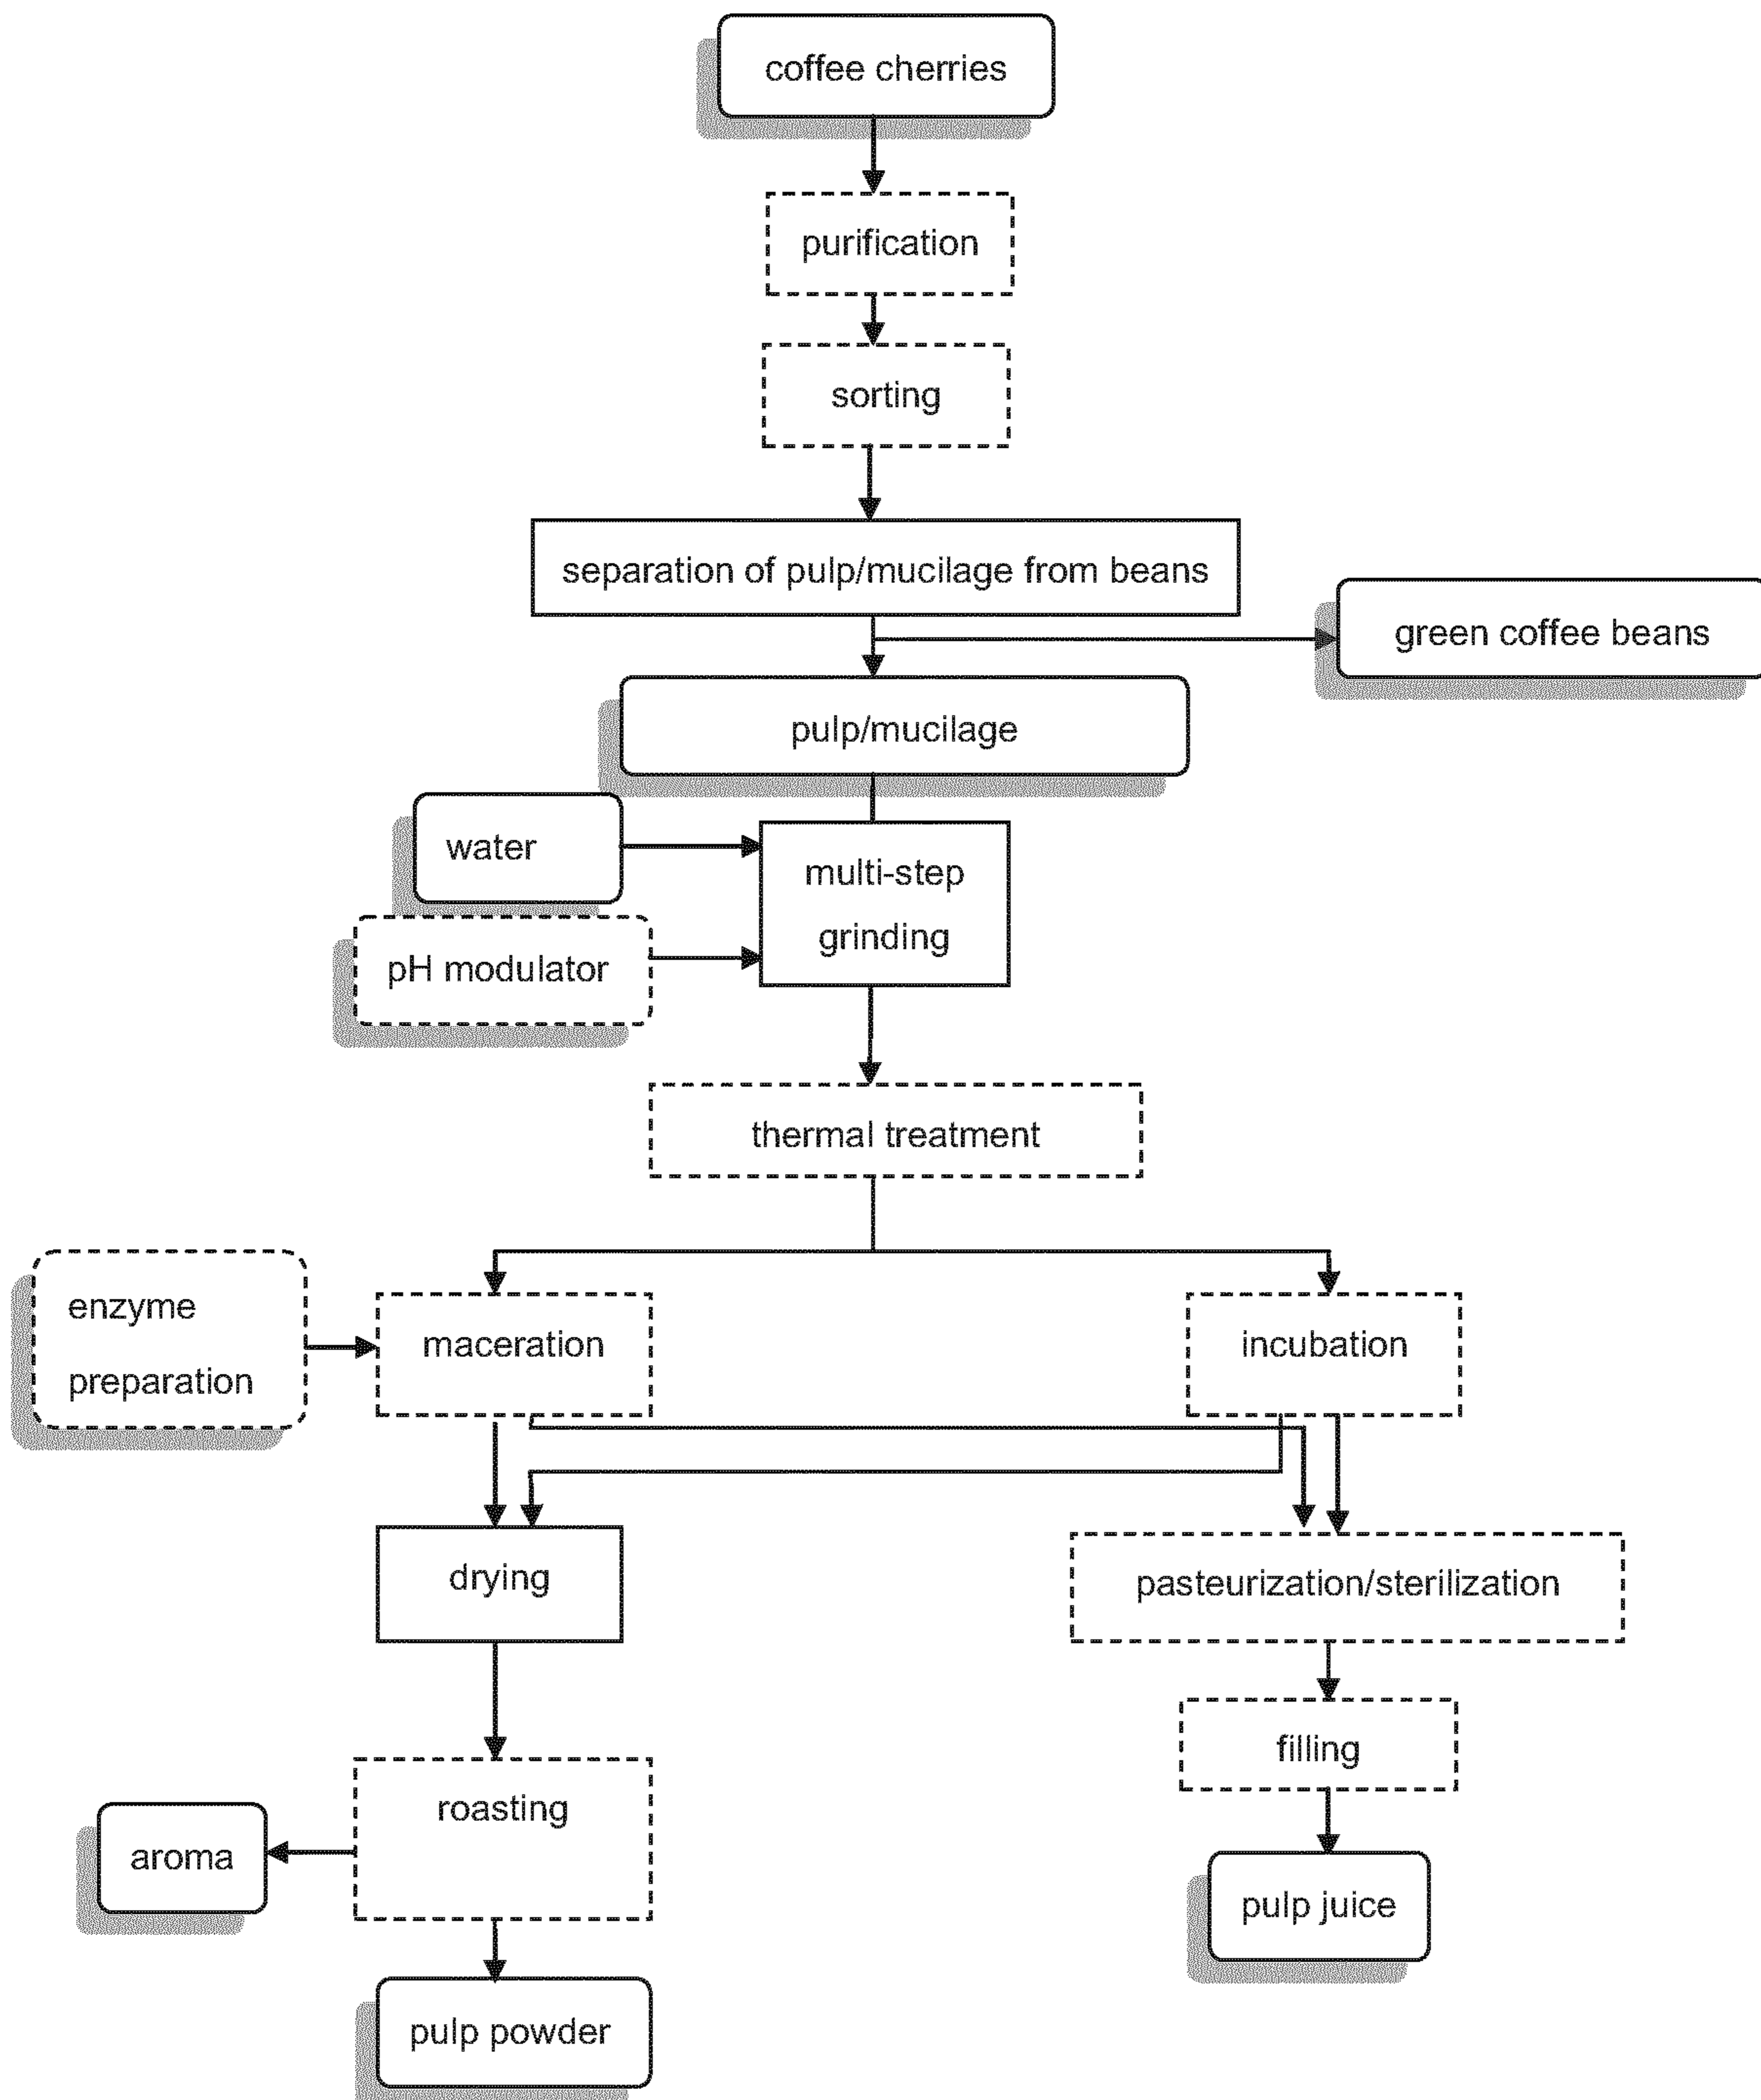 coffee cherries
purification
sorting
separation of pulp/mucilage from beans
green coffee beans
pulp/mucilage
water
multi-step
grinding
pH modulator
thermal treatment
enzyme
preparation
maceration
incubation
drying
pasteurization/sterilization
filling
roasting
aroma
pulp juice
pulp powder